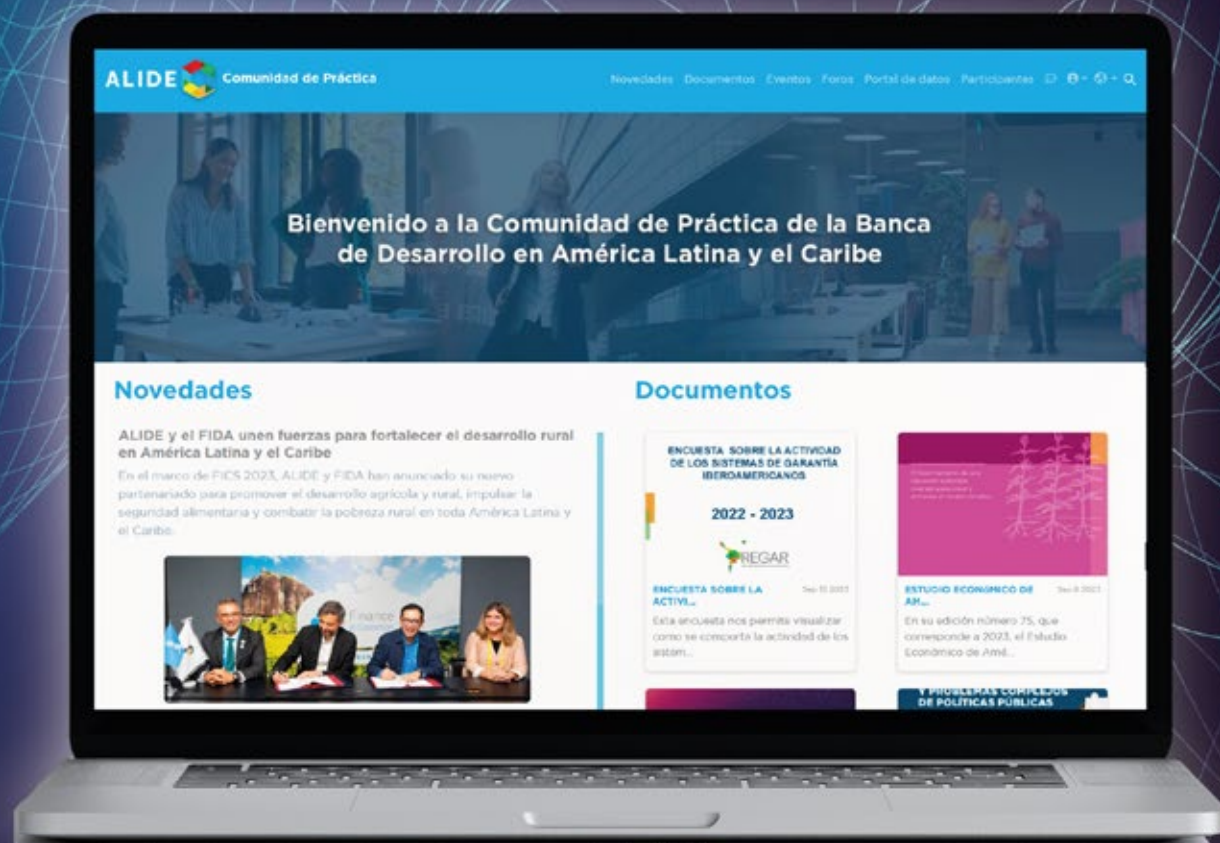 ALIDE Comunidad de Práctica
Novedades Documentos Eventos Foros Portal de datos Participantes
Bienvenido a la Comunidad de Práctica de la Banca
de Desarrollo en América Latina y el Caribe
Novedades
ALIDE y el FIDA unen fuerzas para fortalecer el desarrollo rural
en América Latina y el Caribe
En el marco de FICS 2023, ALIDE y FIDA han anunciado su nuevo
partenariado para promover el desarrollo agrícola y rural, impulsar la
seguridad alimentaria y combatir la pobreza rural en toda América Latina y
el Caribe.
Finance
Documentos
ENCUESTA SOBRE LA ACTIVIDAD
DE LOS SISTEMAS DE GARANTÍA
IBEROAMERICANOS
2022 - 2023
REGAR
ENCUESTA SOBRE LA
ACTIVI...
Esta encuesta nos permite visualizar
como se comporta la actividad de los
sistem...
ESTUDIO ECONÓMICO DE
AM...
En su edición número 75, que
corresponde a 2023, el Estudio
Económico de Amé...
Y PROBLEMAS COMPLEJOS
DE POLÍTICAS PÚBLICAS